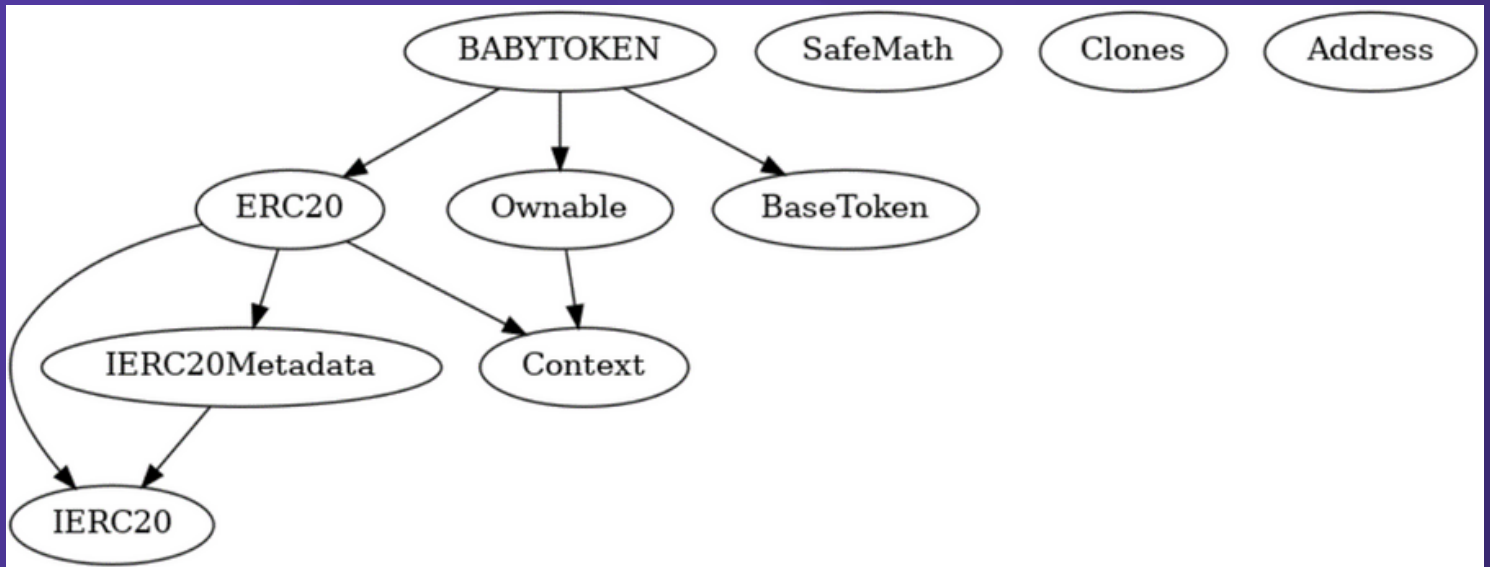 BABYTOKEN SafeMath Clones Address
ERC20 Ownable BaseToken
IERC20Metadata Context
IERC20